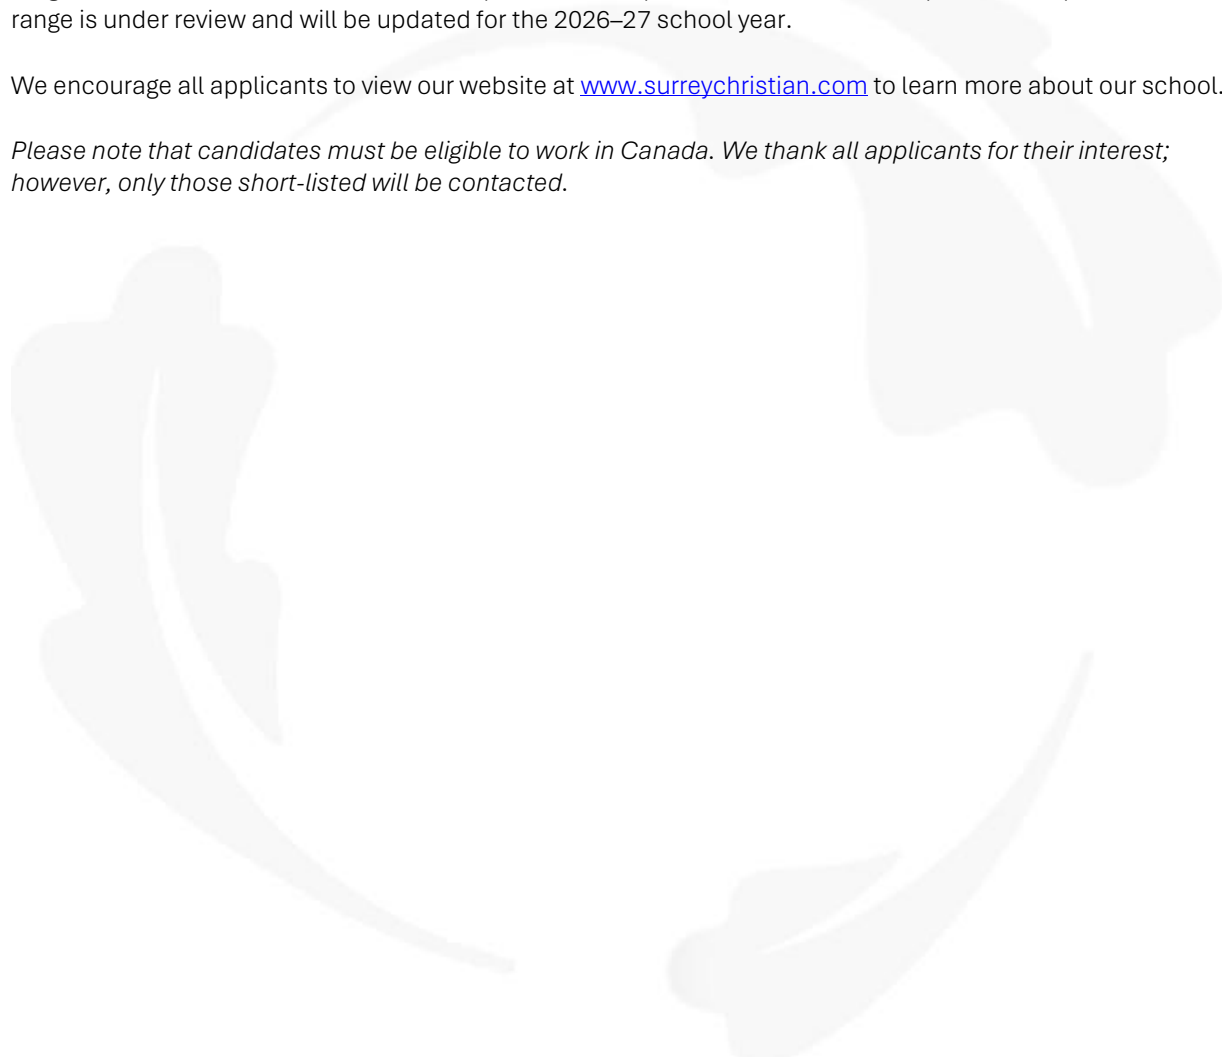 range is under review and will be updated for the 2026–27 school year.
We encourage all applicants to view our website at www.surreychristian.com to learn more about our school.
Please note that candidates must be eligible to work in Canada. We thank all applicants for their interest;
however, only those short-listed will be contacted.